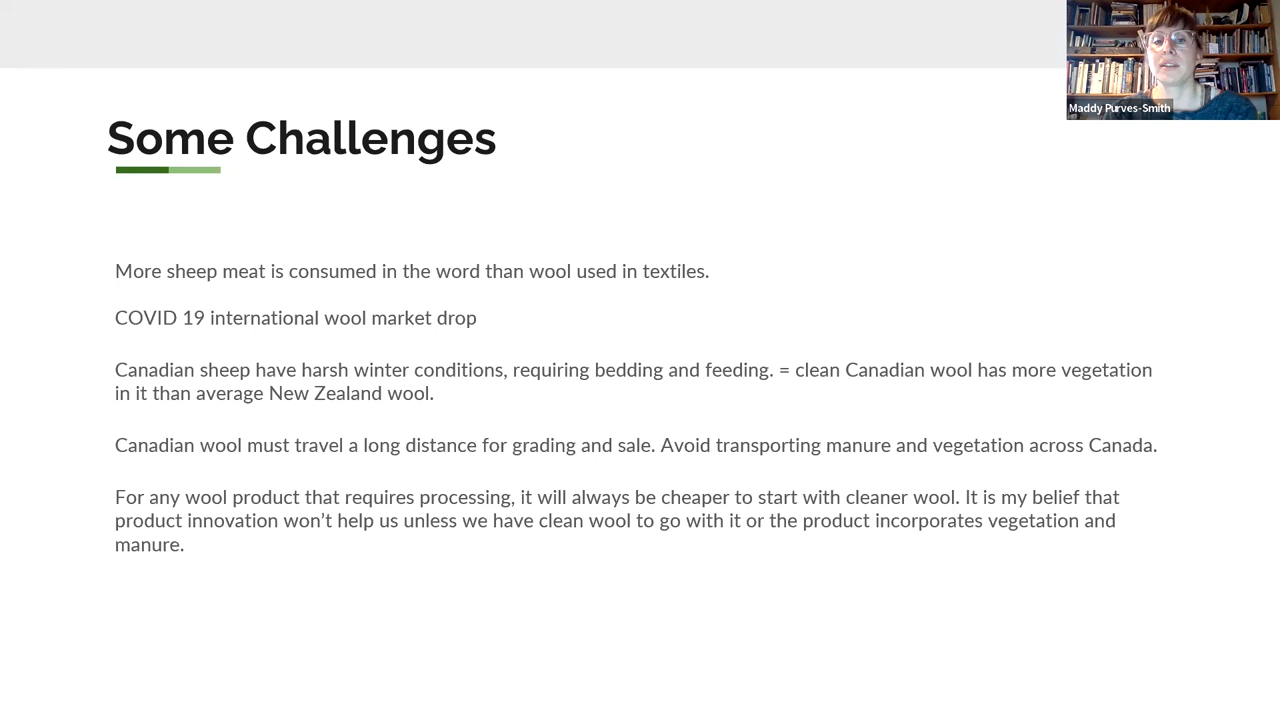 Maddy Purves-Smith
Some Challenges
More sheep meat is consumed in the word than wool used in textiles.
COVID 19 international wool market drop
Canadian sheep have harsh winter conditions, requiring bedding and feeding. = clean Canadian wool has more vegetation
in it than average New Zealand wool.
Canadian wool must travel a long distance for grading and sale. Avoid transporting manure and vegetation across Canada.
For any wool product that requires processing, it will always be cheaper to start with cleaner wool. It is my belief that
product innovation won’t help us unless we have clean wool to go with it or the product incorporates vegetation and
manure.